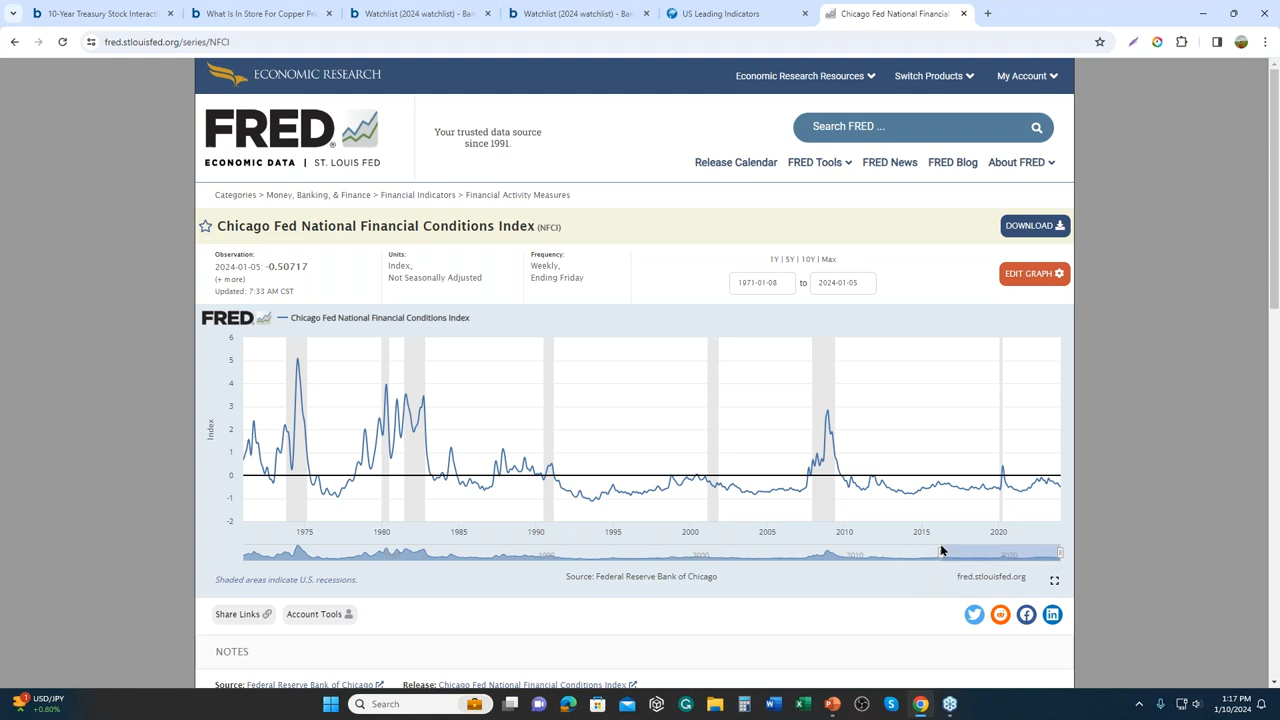 10-Year Treasury Stock Interacti
What Is In Store For Copper Pri
Watchlist (2024 watchlist) - Ba
Watchlist (2024 watchlist) - Ba
US Leading Indicators
Chicago Fed National Financial
fred.stlouisfed.org/series/NFCI
ECONOMIC RESEARCH
Economic Research Resources
Switch Products
My Account
FRED
ECONOMIC DATA | ST. LOUIS FED
Your trusted data source
since 1991.
Search FRED ...
Release Calendar
FRED Tools
FRED News
FRED Blog
About FRED
Categories > Money, Banking, & Finance > Financial Indicators > Financial Activity Measures
Chicago Fed National Financial Conditions Index (NFCI)
DOWNLOAD
Observation:
2024-01-05: -0.50717
(+ more)
Updated: 7:33 AM CST
Units:
Index,
Not Seasonally Adjusted
Frequency:
Weekly,
Ending Friday
1Y | 5Y | 10Y | Max
1971-01-08 to 2024-01-05
EDIT GRAPH
FRED
Chicago Fed National Financial Conditions Index
6
5
4
3
2
1
0
-1
-2
Index
1975 1980 1985 1990 1995 2000 2005 2010 2015 2020
1990 2000 2010 2020
Shaded areas indicate U.S. recessions.
Source: Federal Reserve Bank of Chicago
fred.stlouisfed.org
Share Links
Account Tools
NOTES
Source: Federal Reserve Bank of Chicago
Release: Chicago Fed National Financial Conditions Index
1
USD/JPY
+0.80%
Search
1:17 PM
1/10/2024